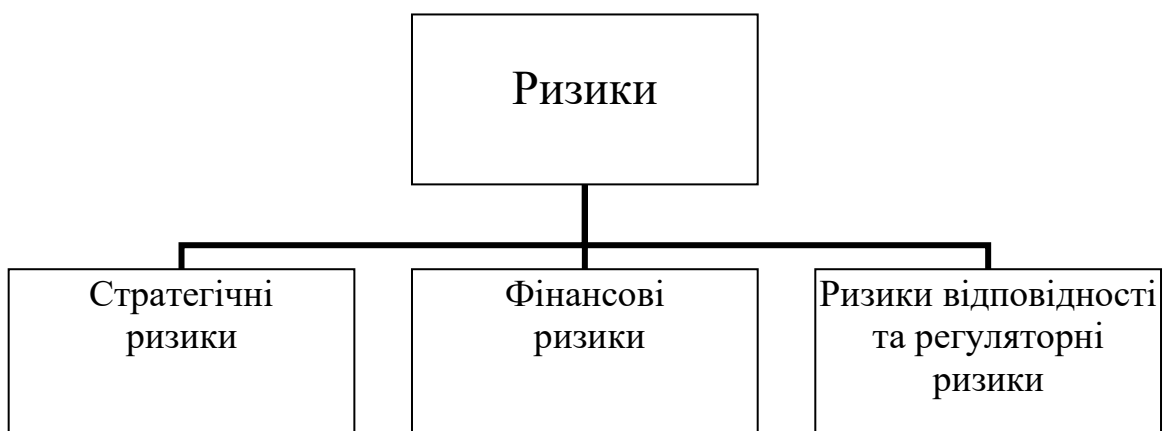 Ризики
Стратегічні
ризики
Фінансові
ризики
Ризики відповідності
та регуляторні
ризики